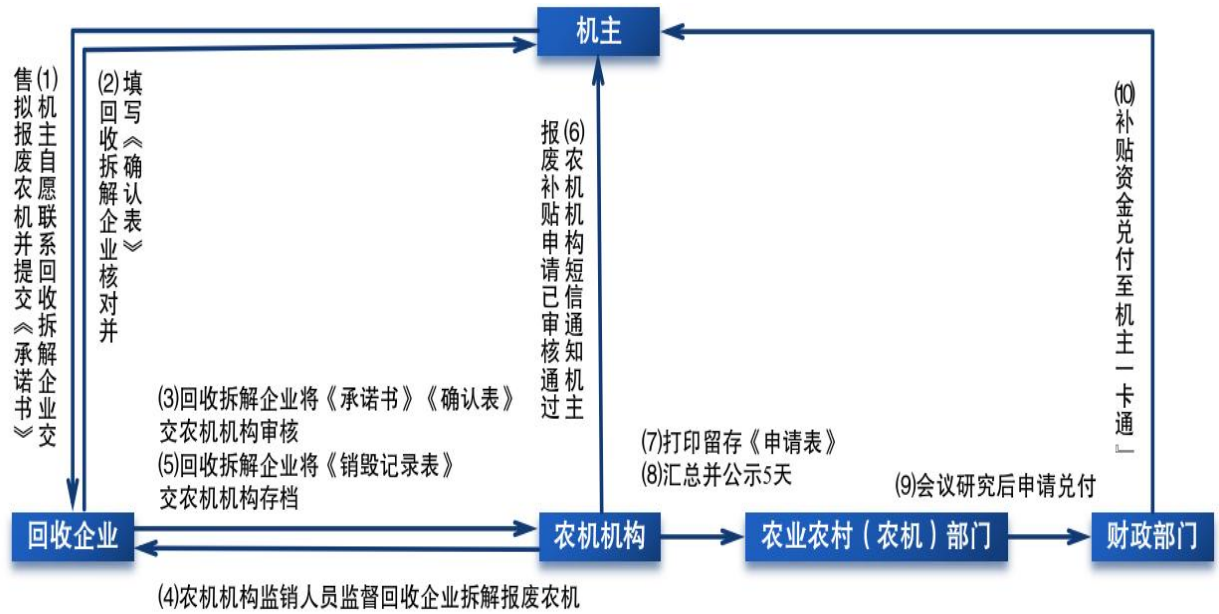 机主
(1)机主自愿联系回收拆解企业交
售拟报废农机并提交《承诺书》
(2)回收拆解企业核对并
填写《确认表》
(6)农机机构短信通知机主
报废补贴申请已审核通过
(10)补贴资金兑付至机主一卡通』
(3)回收拆解企业将《承诺书》《确认表》
交农机机构审核
(5)回收拆解企业将《销毁记录表》
交农机机构存档
(7)打印留存《申请表》
(8)汇总并公示5天
(9)会议研究后申请兑付
回收企业
农机机构
农业农村（农机）部门
财政部门
(4)农机机构监销人员监督回收企业拆解报废农机